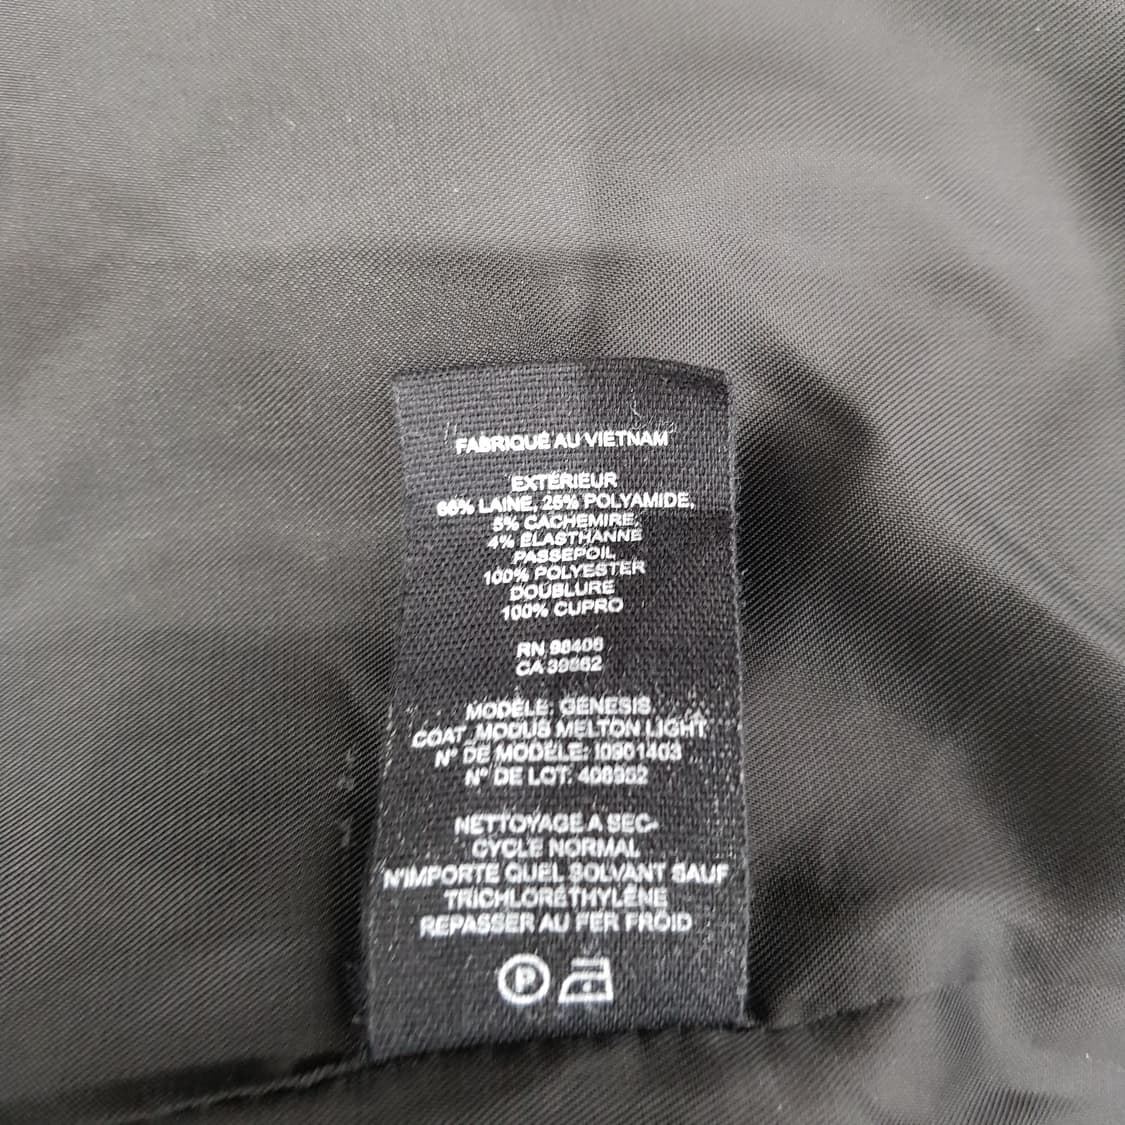 FABRIQUÉ AU VIETNAM
EXTÉRIEUR
66% LAINE, 25% POLYAMIDE,
5% CACHEMIRE,
4% ÉLASTHANNE
PASSEPOIL
100% POLYESTER
DOUBLURE
100% CUPRO
RN 98408
CA 39862
MODÈLE: GENESIS
COAT_MODUS MELTON LIGHT
N° DE MODÈLE: I0901403
N° DE LOT: 408952
NETTOYAGE A SEC-
CYCLE NORMAL
N'IMPORTE QUEL SOLVANT SAUF
TRICHLORÉTHYLÈNE
REPASSER AU FER FROID
P